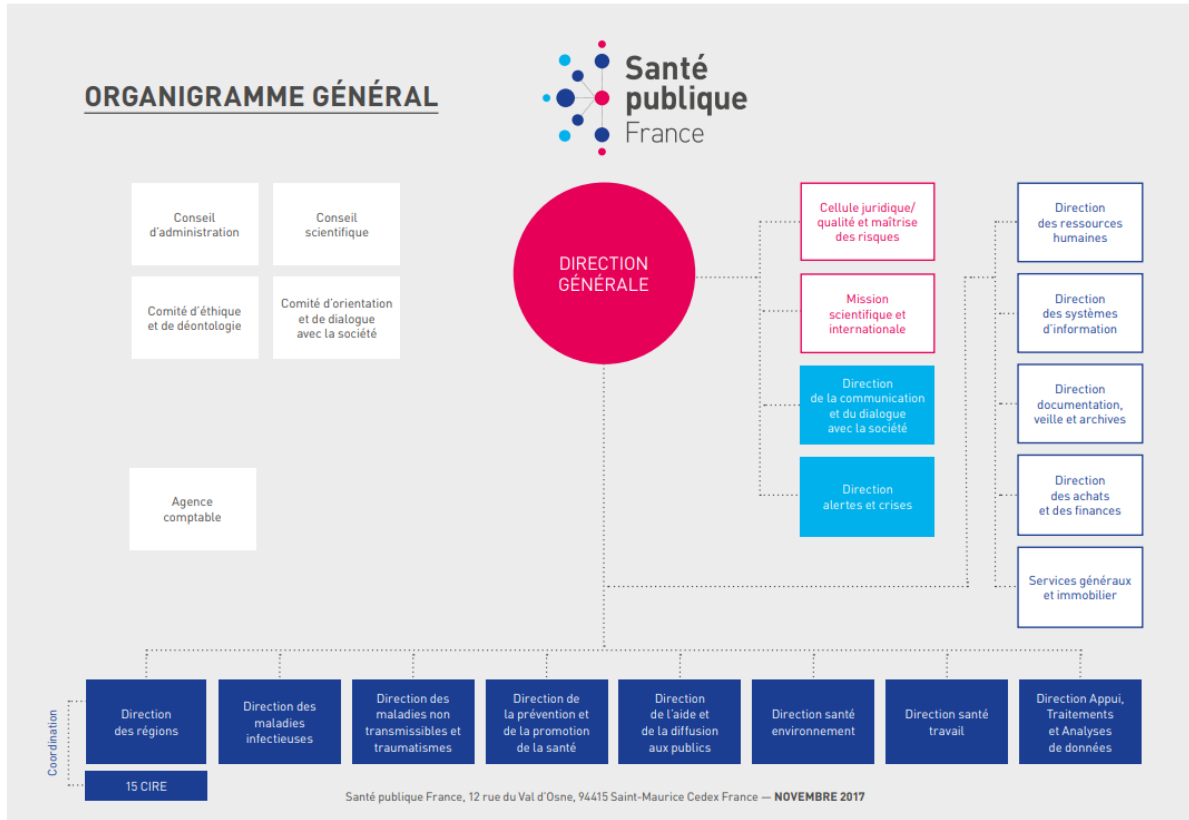 ORGANIGRAMME GÉNÉRAL
Santé
publique
France
Conseil
d'administration
Conseil
scientifique
Comité d'éthique
et de déontologie
Comité d'orientation
et de dialogue
avec la société
Agence
comptable
DIRECTION
GÉNÉRALE
Cellule juridique/
qualité et maîtrise
des risques
Mission
scientifique et
internationale
Direction
de la communication
et du dialogue
avec la société
Direction
alertes et crises
Direction
des ressources
humaines
Direction
des systèmes
d'information
Direction
documentation,
veille et archives
Direction
des achats
et des finances
Services généraux
et immobilier
Coordination
Direction
des régions
15 CIRE
Direction des
maladies
infectieuses
Direction des
maladies non
transmissibles et
traumatismes
Direction de
la prévention et
de la promotion
de la santé
Direction
de l'aide et
de la diffusion
aux publics
Direction santé
environnement
Direction santé
travail
Direction Appui,
Traitements
et Analyses
de données
Santé publique France, 12 rue du Val d'Osne, 94415 Saint-Maurice Cedex France — NOVEMBRE 2017